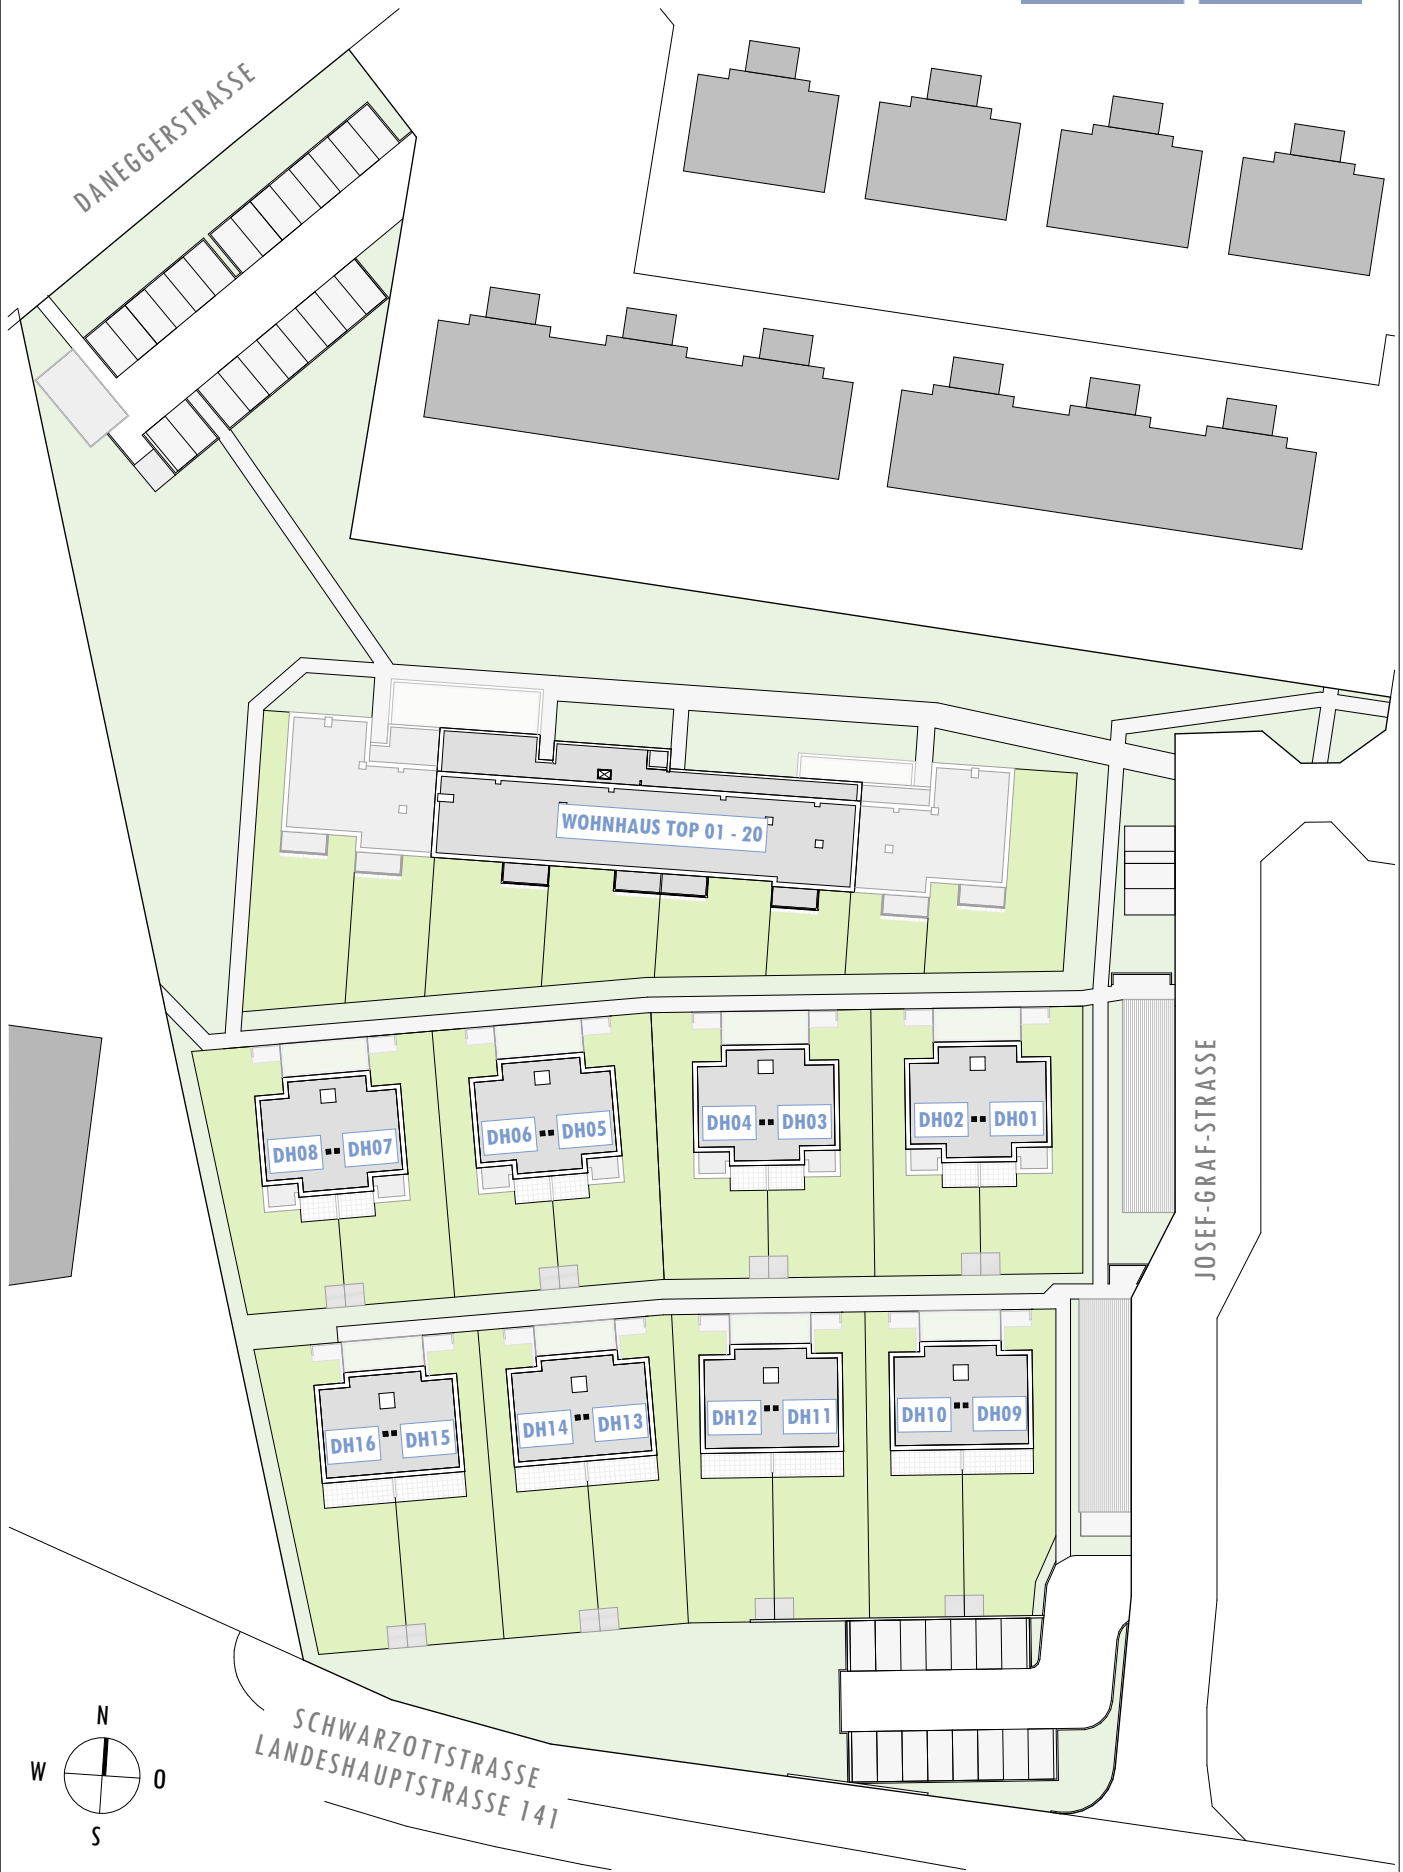 DANEGGERSTRASSE
WOHNHAUS TOP 01 - 20
DH08
DH07
DH06
DH05
DH04
DH03
DH02
DH01
JOSEF-GRAF-STRASSE
DH16
DH15
DH14
DH13
DH12
DH11
DH10
DH09
SCHWARZOTTSTRASSE
LANDESHAUPTSTRASSE 141
N
W
O
S